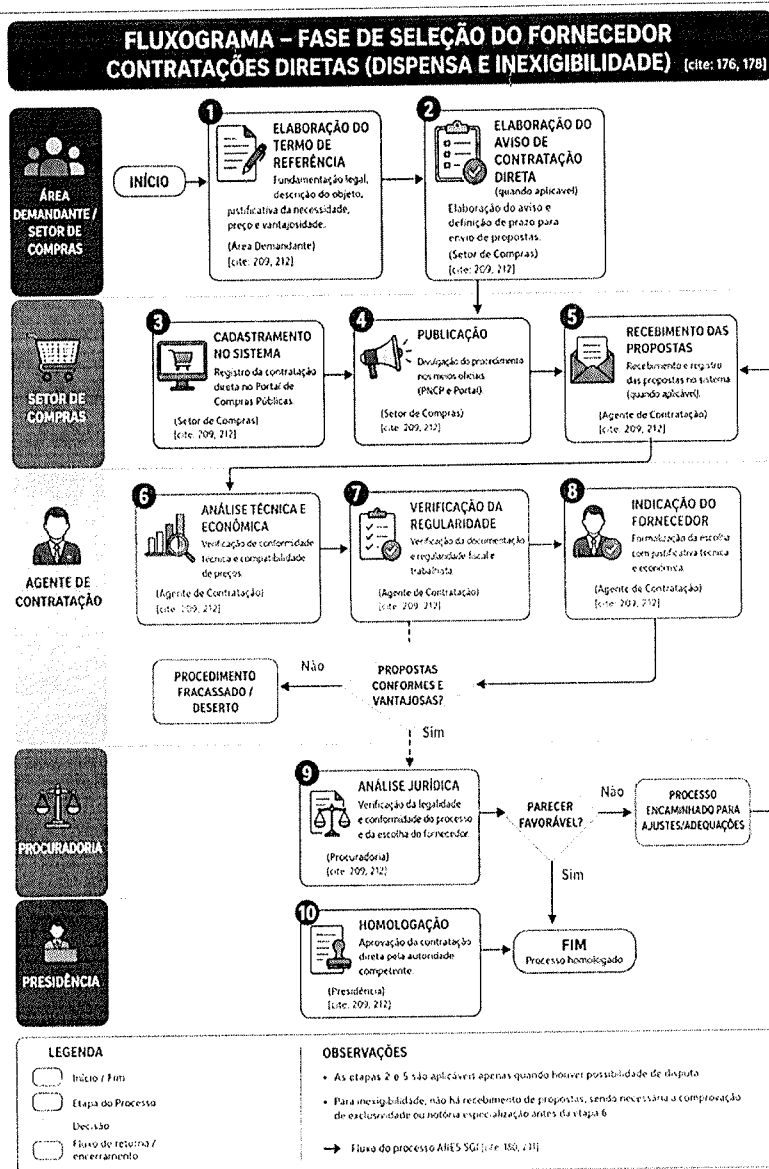 FLUXOGRAMA – FASE DE SELEÇÃO DO FORNECEDOR
CONTRATAÇÕES DIRETAS (DISPENSA E INEXIGIBILIDADE) [cite: 176, 178]
ÁREA
DEMANDANTE /
SETOR DE
COMPRAS
INÍCIO
1
ELABORAÇÃO DO
TERMO DE
REFERÊNCIA
Fundamentação legal,
descrição do objeto,
justificativa da necessidade,
preço e vantajosidade.
(Área Demandante)
[cite: 209, 212]
2
ELABORAÇÃO DO
AVISO DE
CONTRATAÇÃO
DIRETA
(quando aplicável)
Elaboração do aviso e
definição de prazo para
envio de propostas.
(Setor de Compras)
[cite: 209, 212]
SETOR DE
COMPRAS
3
CADASTRAMENTO
NO SISTEMA
Registro da contratação
direta no Portal de
Compras Públicas.
(Setor de Compras)
[cite: 209, 212]
4
PUBLICAÇÃO
Divulgação do procedimento
nos meios oficiais
(PNCP e Portal).
(Setor de Compras)
[cite: 209, 212]
5
RECEBIMENTO DAS
PROPOSTAS
Recebimento e registro
das propostas no sistema
(quando aplicável).
(Agente de Contratação)
[cite: 209, 212]
AGENTE DE
CONTRATAÇÃO
6
ANÁLISE TÉCNICA E
ECONÔMICA
Verificação de conformidade
técnica e compatibilidade
de preços.
(Agente de Contratação)
[cite: 209, 212]
7
VERIFICAÇÃO DA
REGULARIDADE
Verificação da documentação
e regularidade fiscal e
trabalhista.
(Agente de Contratação)
[cite: 209, 212]
8
INDICAÇÃO DO
FORNECEDOR
Formalização da escolha
com justificativa técnica
e econômica.
(Agente de Contratação)
[cite: 209, 212]
PROCEDIMENTO
FRACASSADO /
DESERTO
Não
PROPOSTAS
CONFORMES E
VANTAJOSAS?
Sim
PROCURADORIA
9
ANÁLISE JURÍDICA
Verificação da legalidade
e conformidade do processo
e da escolha do fornecedor.
(Procuradoria)
[cite: 209, 212]
PARECER
FAVORÁVEL?
Não
PROCESSO
ENCAMINHADO PARA
AJUSTES/ADEQUAÇÕES
Sim
PRESIDÊNCIA
10
HOMOLOGAÇÃO
Aprovação da contratação
direta pela autoridade
competente.
(Presidência)
[cite: 209, 212]
FIM
Processo homologado
LEGENDA
Início / Fim
Etapa do Processo
Decisão
Fluxo de retorno /
encerramento
OBSERVAÇÕES
• As etapas 2 e 5 são aplicáveis apenas quando houver possibilidade de disputa
• Para inexigibilidade, não há recebimento de propostas, sendo necessária a comprovação
de exclusividade ou notória especialização antes da etapa 6
→ Fluxo do processo ARES SGI [cite: 180,